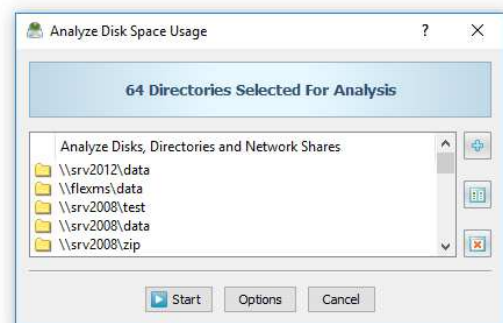 Analyze Disk Space Usage
64 Directories Selected For Analysis
Analyze Disks, Directories and Network Shares
\\srv2012\data
\\flexms\data
\\srv2008\test
\\srv2008\data
\\srv2008\zip
Start Options Cancel